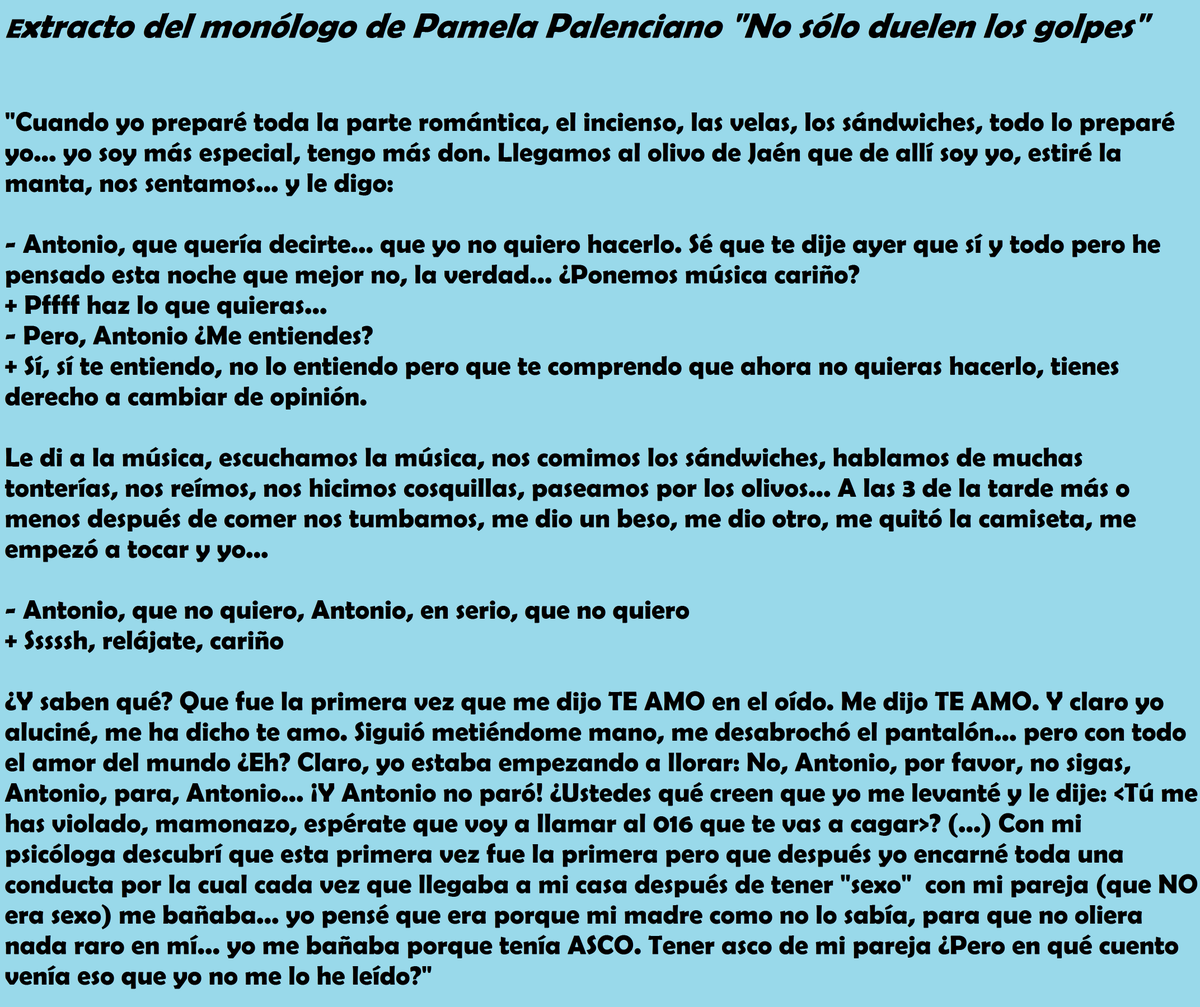 Extracto del monólogo de Pamela Palenciano "No sólo duelen los golpes"
"Cuando yo preparé toda la parte romántica, el incienso, las velas, los sándwiches, todo lo preparé
yo... yo soy más especial, tengo más don. Llegamos al olivo de Jaén que de allí soy yo, estiré la
manta, nos sentamos... y le digo:
- Antonio, que quería decirte... que yo no quiero hacerlo. Sé que te dije ayer que sí y todo pero he
pensado esta noche que mejor no, la verdad... ¿Ponemos música cariño?
+ Pffff haz lo que quieras...
- Pero, Antonio ¿Me entiendes?
+ Sí, sí te entiendo, no lo entiendo pero que te comprendo que ahora no quieras hacerlo, tienes
derecho a cambiar de opinión.
Le di a la música, escuchamos la música, nos comimos los sándwiches, hablamos de muchas
tonterías, nos reímos, nos hicimos cosquillas, paseamos por los olivos... A las 3 de la tarde más o
menos después de comer nos tumbamos, me dio un beso, me dio otro, me quitó la camiseta, me
empezó a tocar y yo...
- Antonio, que no quiero, Antonio, en serio, que no quiero
+ Sssssh, relájate, cariño
¿Y saben qué? Que fue la primera vez que me dijo TE AMO en el oído. Me dijo TE AMO. Y claro yo
aluciné, me ha dicho te amo. Siguió metiéndome mano, me desabrochó el pantalón... pero con todo
el amor del mundo ¿Eh? Claro, yo estaba empezando a llorar: No, Antonio, por favor, no sigas,
Antonio, para, Antonio... ¡Y Antonio no paró! ¿Ustedes qué creen que yo me levanté y le dije: <Tú me
has violado, mamonazo, espérate que voy a llamar al 016 que te vas a cagar>? (...) Con mi
psicóloga descubrí que esta primera vez fue la primera pero que después yo encarné toda una
conducta por la cual cada vez que llegaba a mi casa después de tener "sexo" con mi pareja (que NO
era sexo) me bañaba... yo pensé que era porque mi madre como no lo sabía, para que no oliera
nada raro en mí... yo me bañaba porque tenía ASCO. Tener asco de mi pareja ¿Pero en qué cuento
venía eso que yo no me lo he leído?"